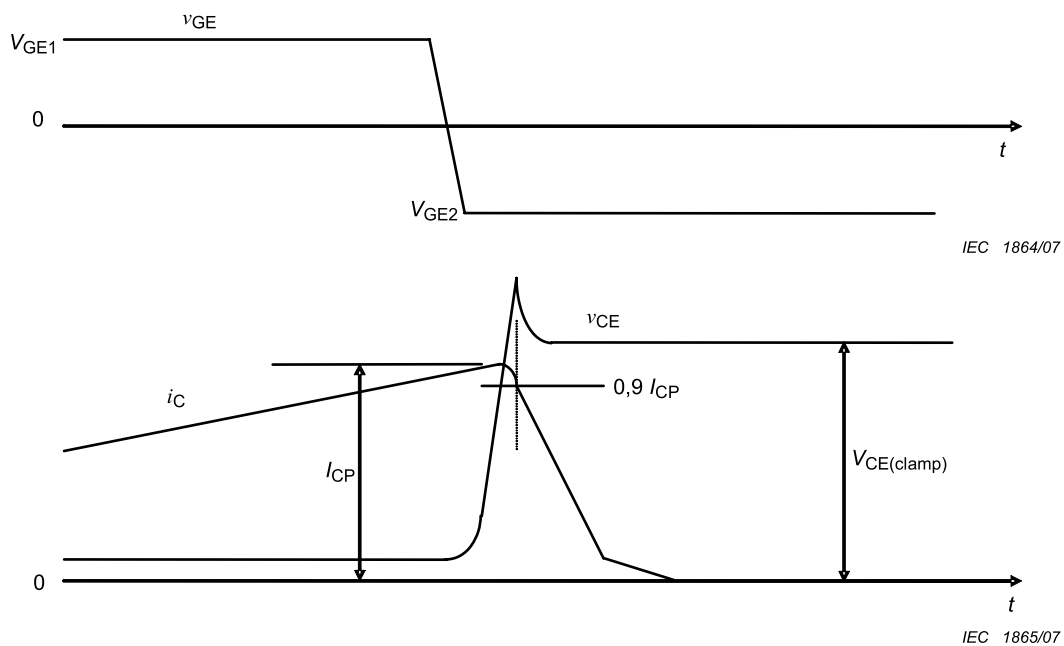 vGE
VGE1
0
t
VGE2
IEC 1864/07
vCE
0,9 ICP
iC
ICP
VCE(clamp)
0
t
IEC 1865/07